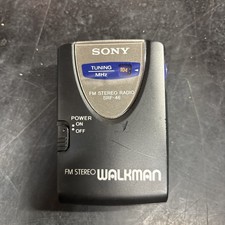 SONY
TUNING
MHz
FM STEREO RADIO
SRF-46
POWER
ON
OFF
FM STEREO WALKMAN